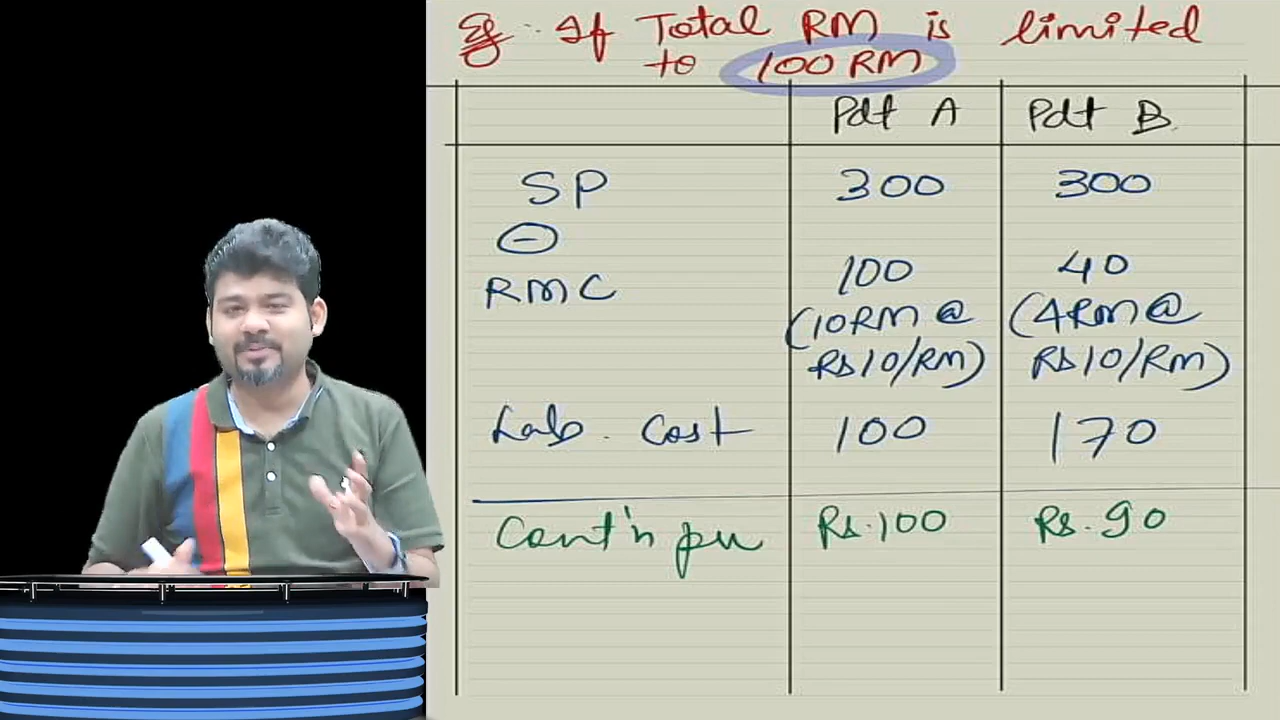 Eg: If Total RM is limited
to 100 RM
Pdt A Pdt B
SP 300 300
(-)
RMC 100 40
(10RM @ (4RM @
Rs10/RM) Rs10/RM)
Lab. Cost 100 170
Cont'n pu Rs.100 Rs.90